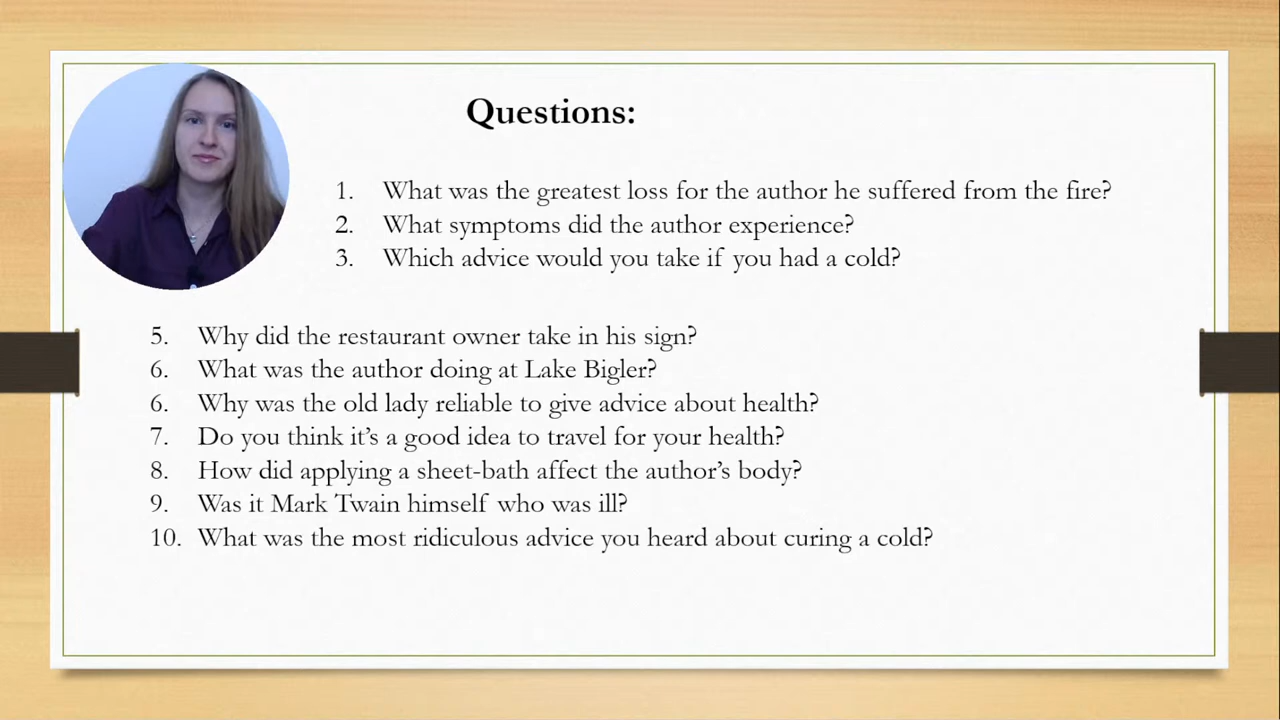 Questions:
1. What was the greatest loss for the author he suffered from the fire?
2. What symptoms did the author experience?
3. Which advice would you take if you had a cold?
5. Why did the restaurant owner take in his sign?
6. What was the author doing at Lake Bigler?
6. Why was the old lady reliable to give advice about health?
7. Do you think it’s a good idea to travel for your health?
8. How did applying a sheet-bath affect the author’s body?
9. Was it Mark Twain himself who was ill?
10. What was the most ridiculous advice you heard about curing a cold?